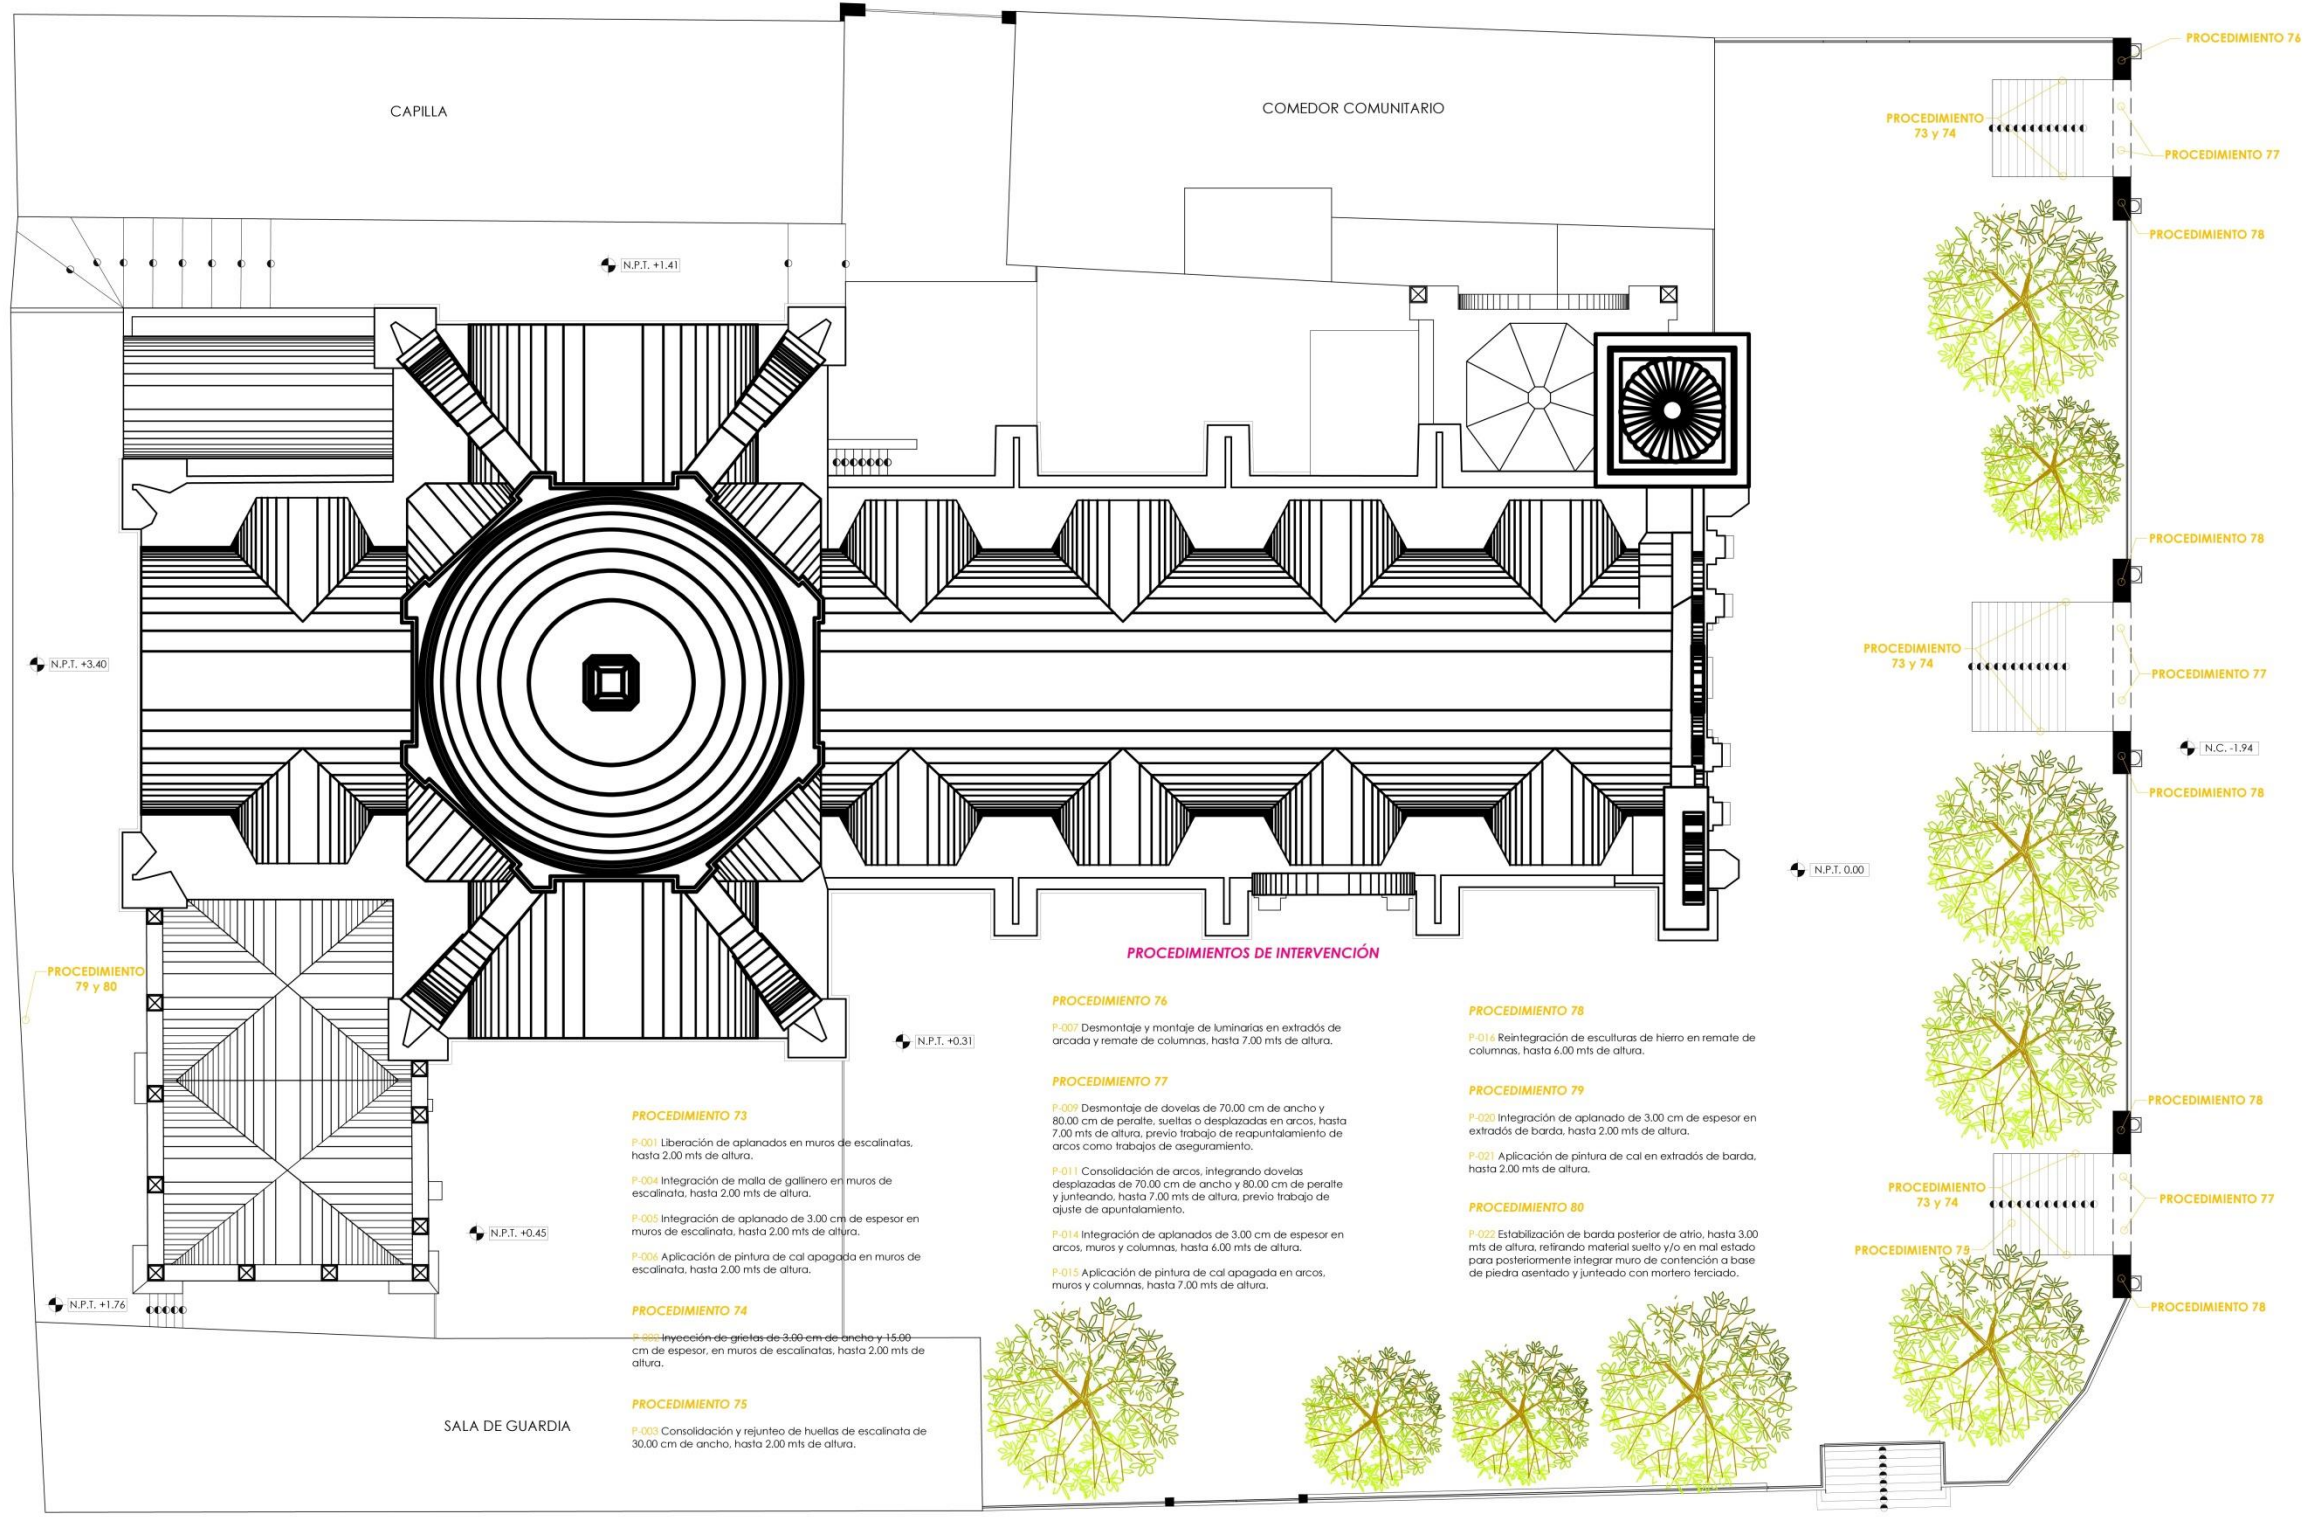 PROCEDIMIENTO 76
CAPILLA
COMEDOR COMUNITARIO
PROCEDIMIENTO
73 y 74
PROCEDIMIENTO 77
PROCEDIMIENTO 78
N.P.T. +1.41
PROCEDIMIENTO 78
N.P.T. +3.40
PROCEDIMIENTO
73 y 74
PROCEDIMIENTO 77
N.C. -1.94
PROCEDIMIENTO 78
N.P.T. 0.00
PROCEDIMIENTO
79 y 80
N.P.T. +0.31
PROCEDIMIENTOS DE INTERVENCIÓN
PROCEDIMIENTO 73
P-001 Liberación de aplanados en muros de escalinatas,
hasta 2.00 mts de altura.
P-004 Integración de malla de gallinero en muros de
escalinata, hasta 2.00 mts de altura.
P-005 Integración de aplanado de 3.00 cm de espesor en
muros de escalinata, hasta 2.00 mts de altura.
P-006 Aplicación de pintura de cal apagada en muros de
escalinata, hasta 2.00 mts de altura.
PROCEDIMIENTO 74
P-002 Inyección de grietas de 3.00 cm de ancho y 15.00
cm de espesor, en muros de escalinatas, hasta 2.00 mts de
altura.
PROCEDIMIENTO 75
P-003 Consolidación y rejunteo de huellas de escalinata de
30.00 cm de ancho, hasta 2.00 mts de altura.
PROCEDIMIENTO 76
P-007 Desmontaje y montaje de luminarias en extradós de
arcada y remate de columnas, hasta 7.00 mts de altura.
PROCEDIMIENTO 77
P-009 Desmontaje de dovelas de 70.00 cm de ancho y
80.00 cm de peralte, sueltas o desplazadas en arcos, hasta
7.00 mts de altura, previo trabajo de reapuntalamiento de
arcos como trabajos de aseguramiento.
P-011 Consolidación de arcos, integrando dovelas
desplazadas de 70.00 cm de ancho y 80.00 cm de peralte
y junteando, hasta 7.00 mts de altura, previo trabajo de
ajuste de apuntalamiento.
P-014 Integración de aplanados de 3.00 cm de espesor en
arcos, muros y columnas, hasta 6.00 mts de altura.
P-015 Aplicación de pintura de cal apagada en arcos,
muros y columnas, hasta 7.00 mts de altura.
PROCEDIMIENTO 78
P-016 Reintegración de esculturas de hierro en remate de
columnas, hasta 6.00 mts de altura.
PROCEDIMIENTO 79
P-020 Integración de aplanado de 3.00 cm de espesor en
extradós de barda, hasta 2.00 mts de altura.
P-021 Aplicación de pintura de cal en extradós de barda,
hasta 2.00 mts de altura.
PROCEDIMIENTO 80
P-022 Estabilización de barda posterior de atrio, hasta 3.00
mts de altura, retirando material suelto y/o en mal estado
para posteriormente integrar muro de contención a base
de piedra asentado y junteado con mortero terciado.
PROCEDIMIENTO 78
PROCEDIMIENTO
73 y 74
PROCEDIMIENTO 77
PROCEDIMIENTO 79
PROCEDIMIENTO 78
N.P.T. +0.45
N.P.T. +1.76
SALA DE GUARDIA